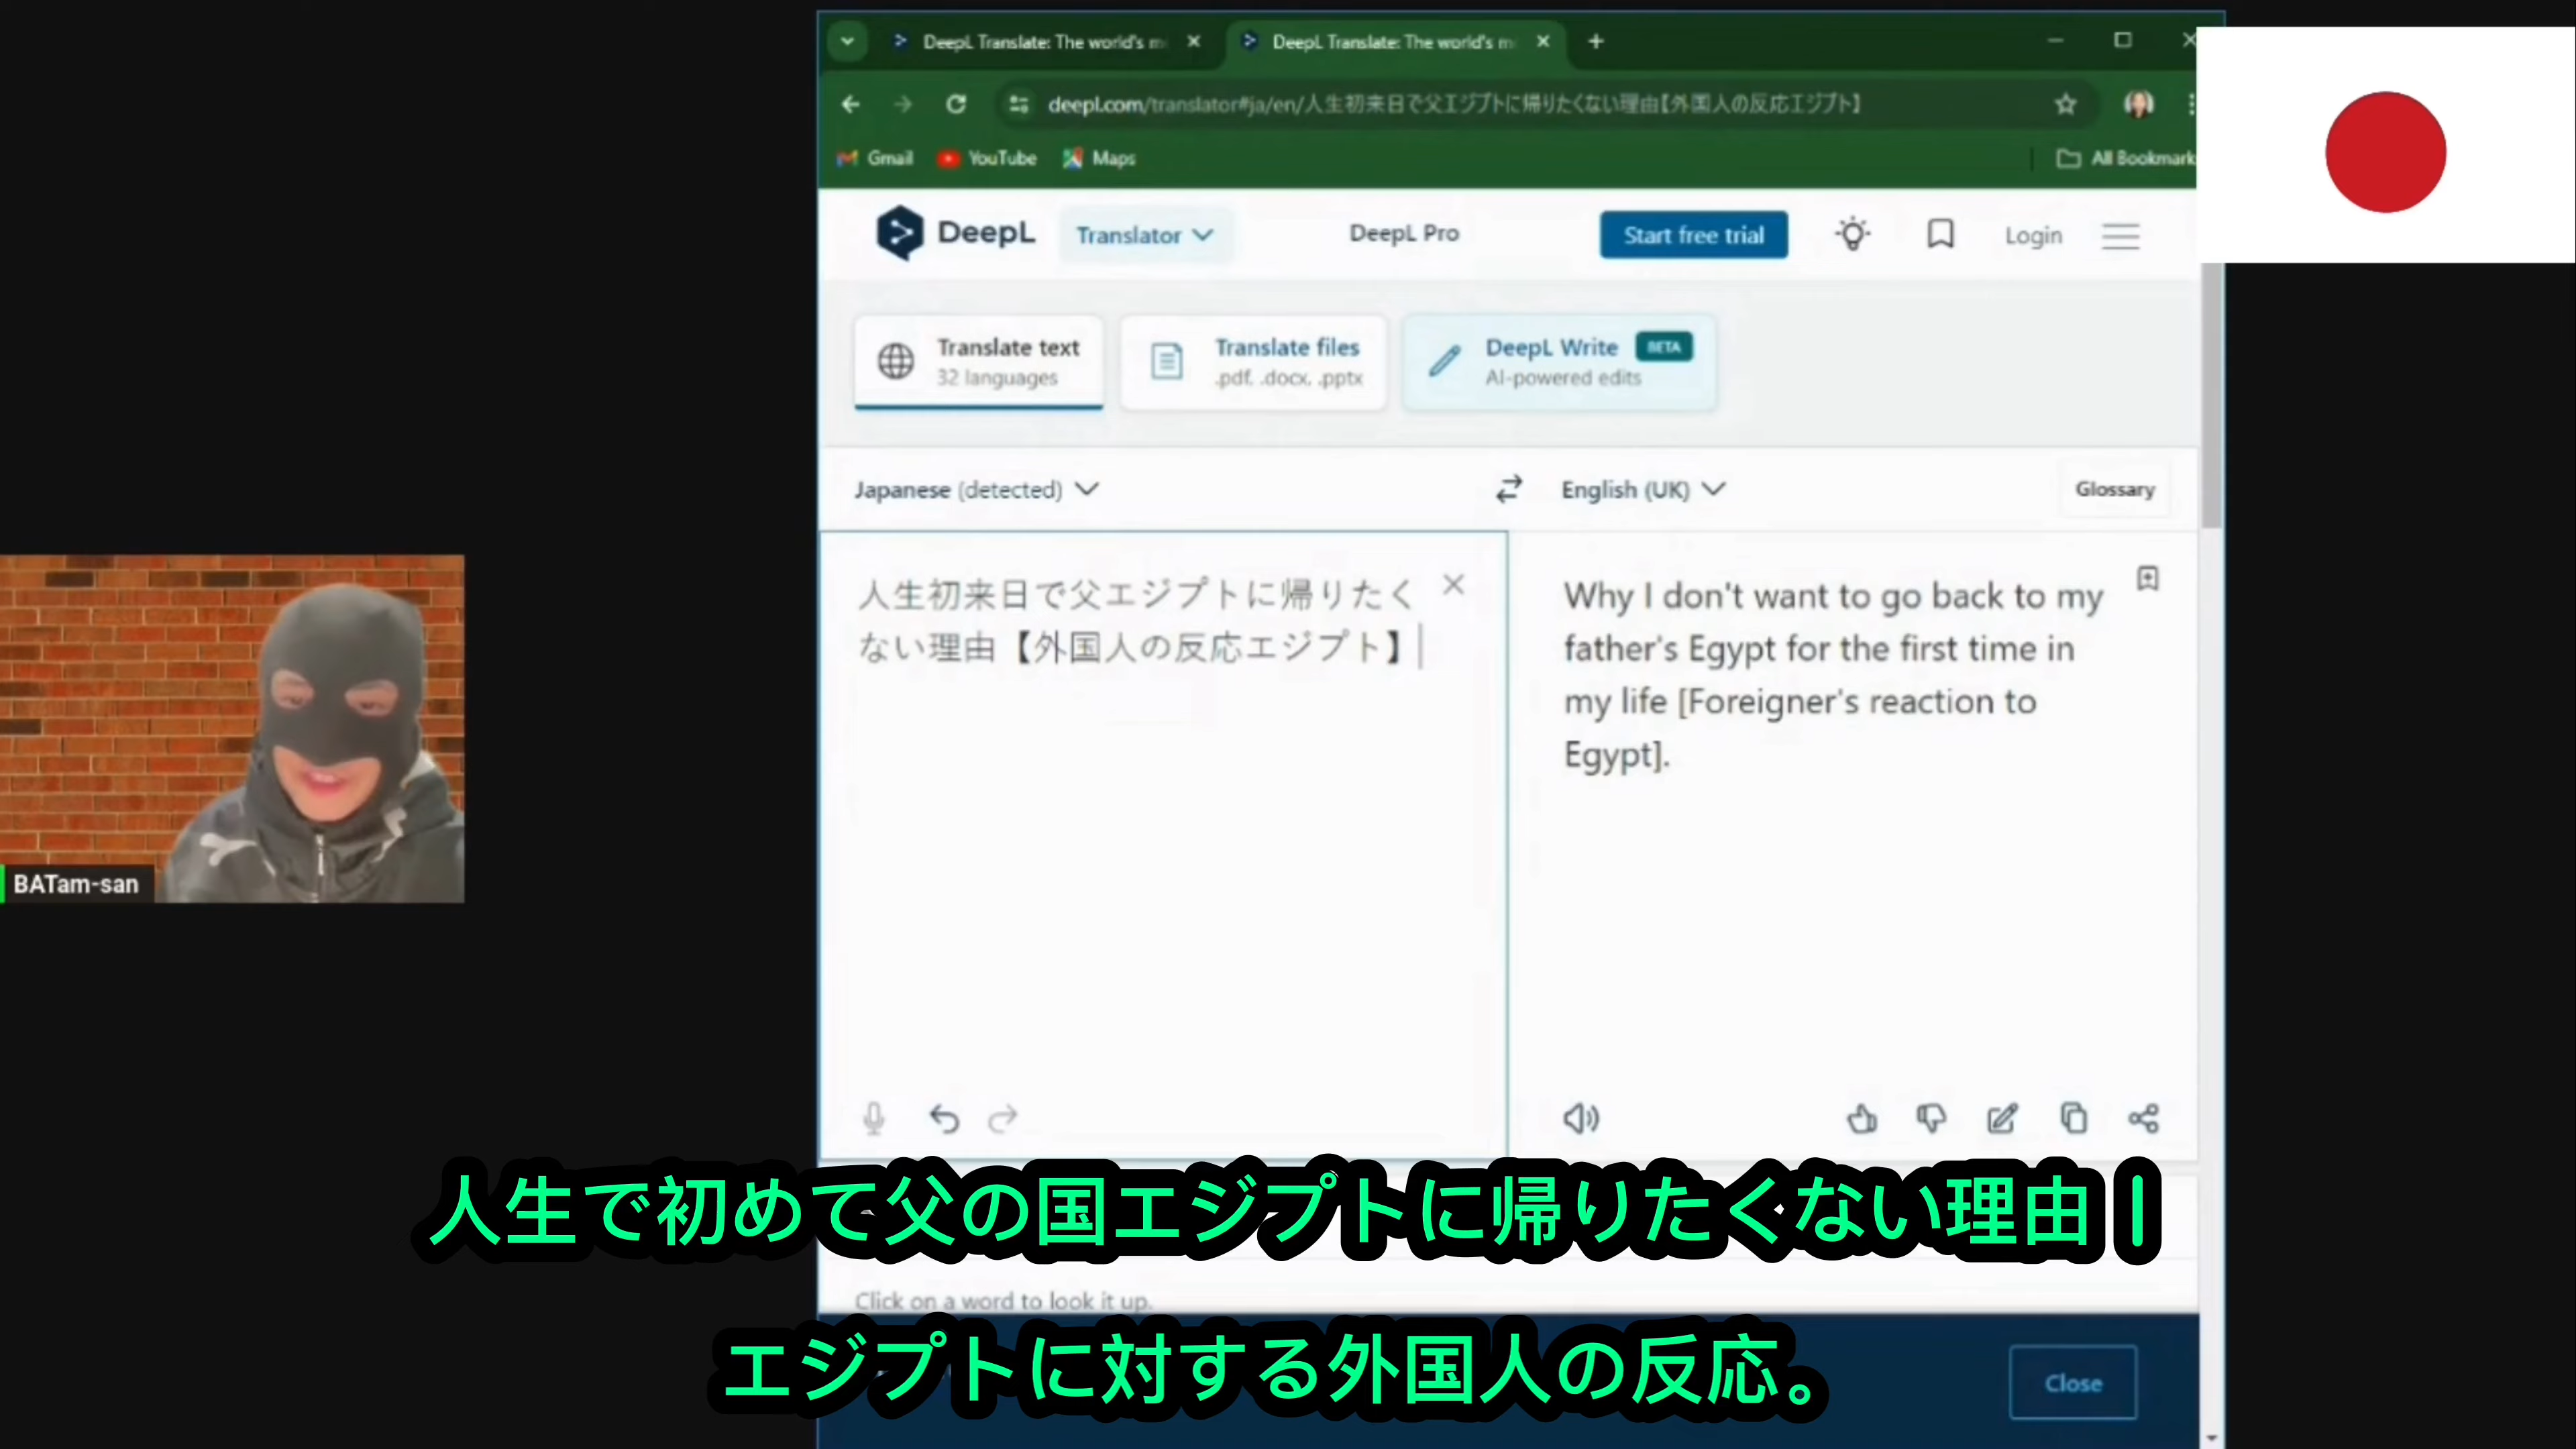 DeepL Translate: The world's m
DeepL Translate: The world's m
deepl.com/translator#ja/en/人生初来日で父エジプトに帰りたくない理由【外国人の反応エジプト】
Gmail
YouTube
Maps
All Bookmark
DeepL
Translator
DeepL Pro
Start free trial
Login
Translate text
32 languages
Translate files
.pdf, .docx, .pptx
DeepL Write
BETA
AI-powered edits
Japanese (detected)
English (UK)
Glossary
人生初来日で父エジプトに帰りたく
ない理由【外国人の反応エジプト】
Why I don't want to go back to my
father's Egypt for the first time in
my life [Foreigner's reaction to
Egypt].
BATam-san
人生で初めて父の国エジプトに帰りたくない理由 |
Click on a word to look it up.
エジプトに対する外国人の反応。
Close